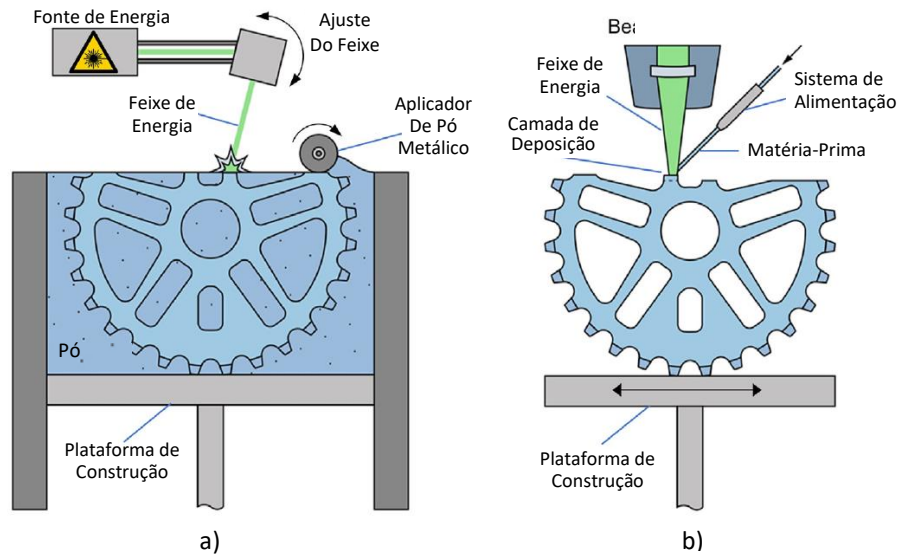 Fonte de Energia
Ajuste
Do Feixe
Feixe de
Energia
Aplicador
De Pó
Metálico
Pó
Plataforma de
Construção
a)
Feixe de
Energia
Sistema de
Alimentação
Camada de
Deposição
Matéria-Prima
Plataforma de
Construção
b)